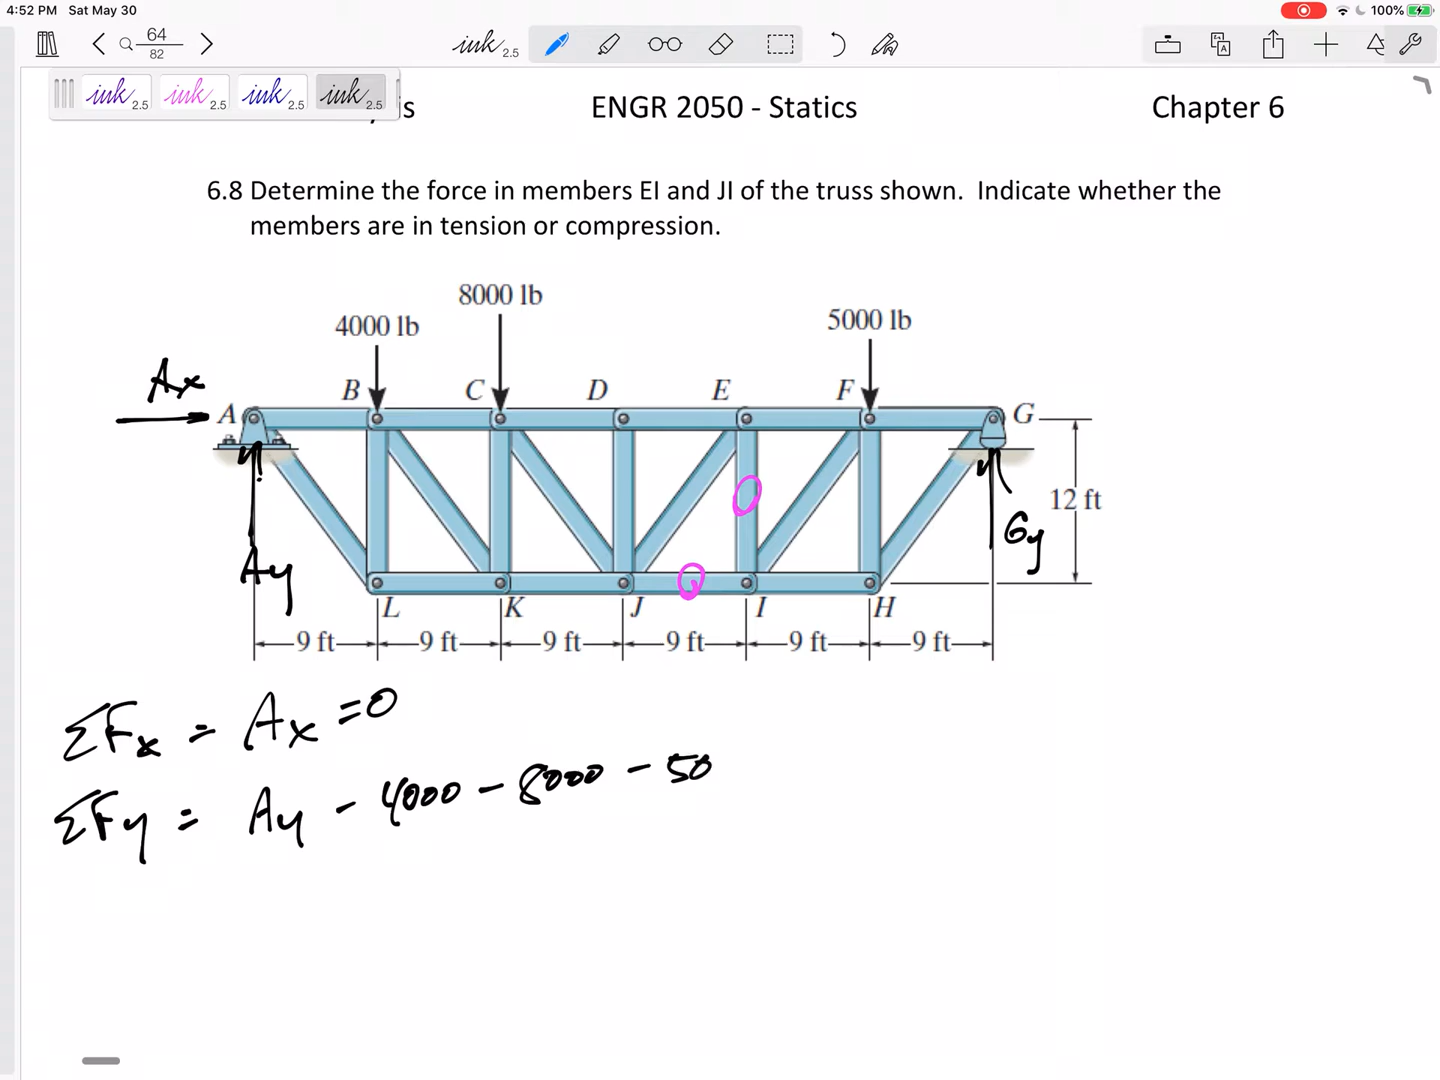 4:52 PM Sat May 30
100%
64
82
ink 2.5
ink 2.5 ink 2.5 ink 2.5 ink 2.5
is
ENGR 2050 - Statics
Chapter 6
6.8 Determine the force in members EI and JI of the truss shown. Indicate whether the
members are in tension or compression.
8000 lb
4000 lb
5000 lb
Ax
A B C D E F G
12 ft
Gy
Ay
L K J I H
9 ft 9 ft 9 ft 9 ft 9 ft 9 ft
ΣFx = Ax = 0
ΣFy = Ay - 4000 - 8000 - 50